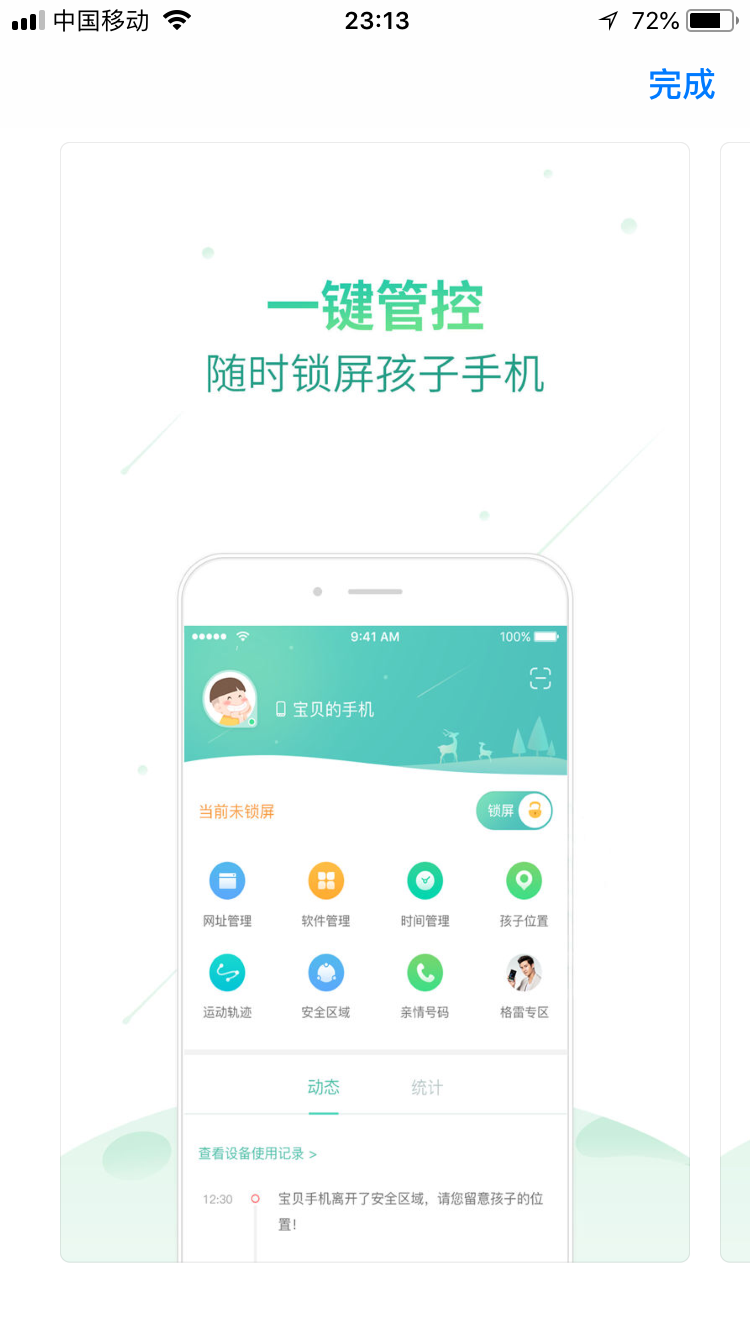 中国移动 23:13 72%
完成
一键管控
随时锁屏孩子手机
9:41 AM 100%
宝贝的手机
当前未锁屏 锁屏
网址管理 软件管理 时间管理 孩子位置
运动轨迹 安全区域 亲情号码 格雷专区
动态 统计
查看设备使用记录 >
12:30 宝贝手机离开了安全区域，请您留意孩子的位
置！